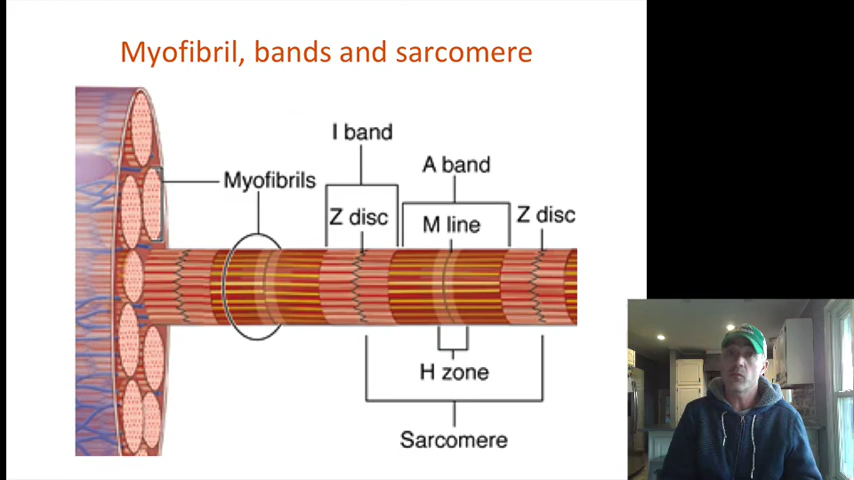 Myofibril, bands and sarcomere
I band
A band
Myofibrils
Z disc
M line
Z disc
H zone
Sarcomere